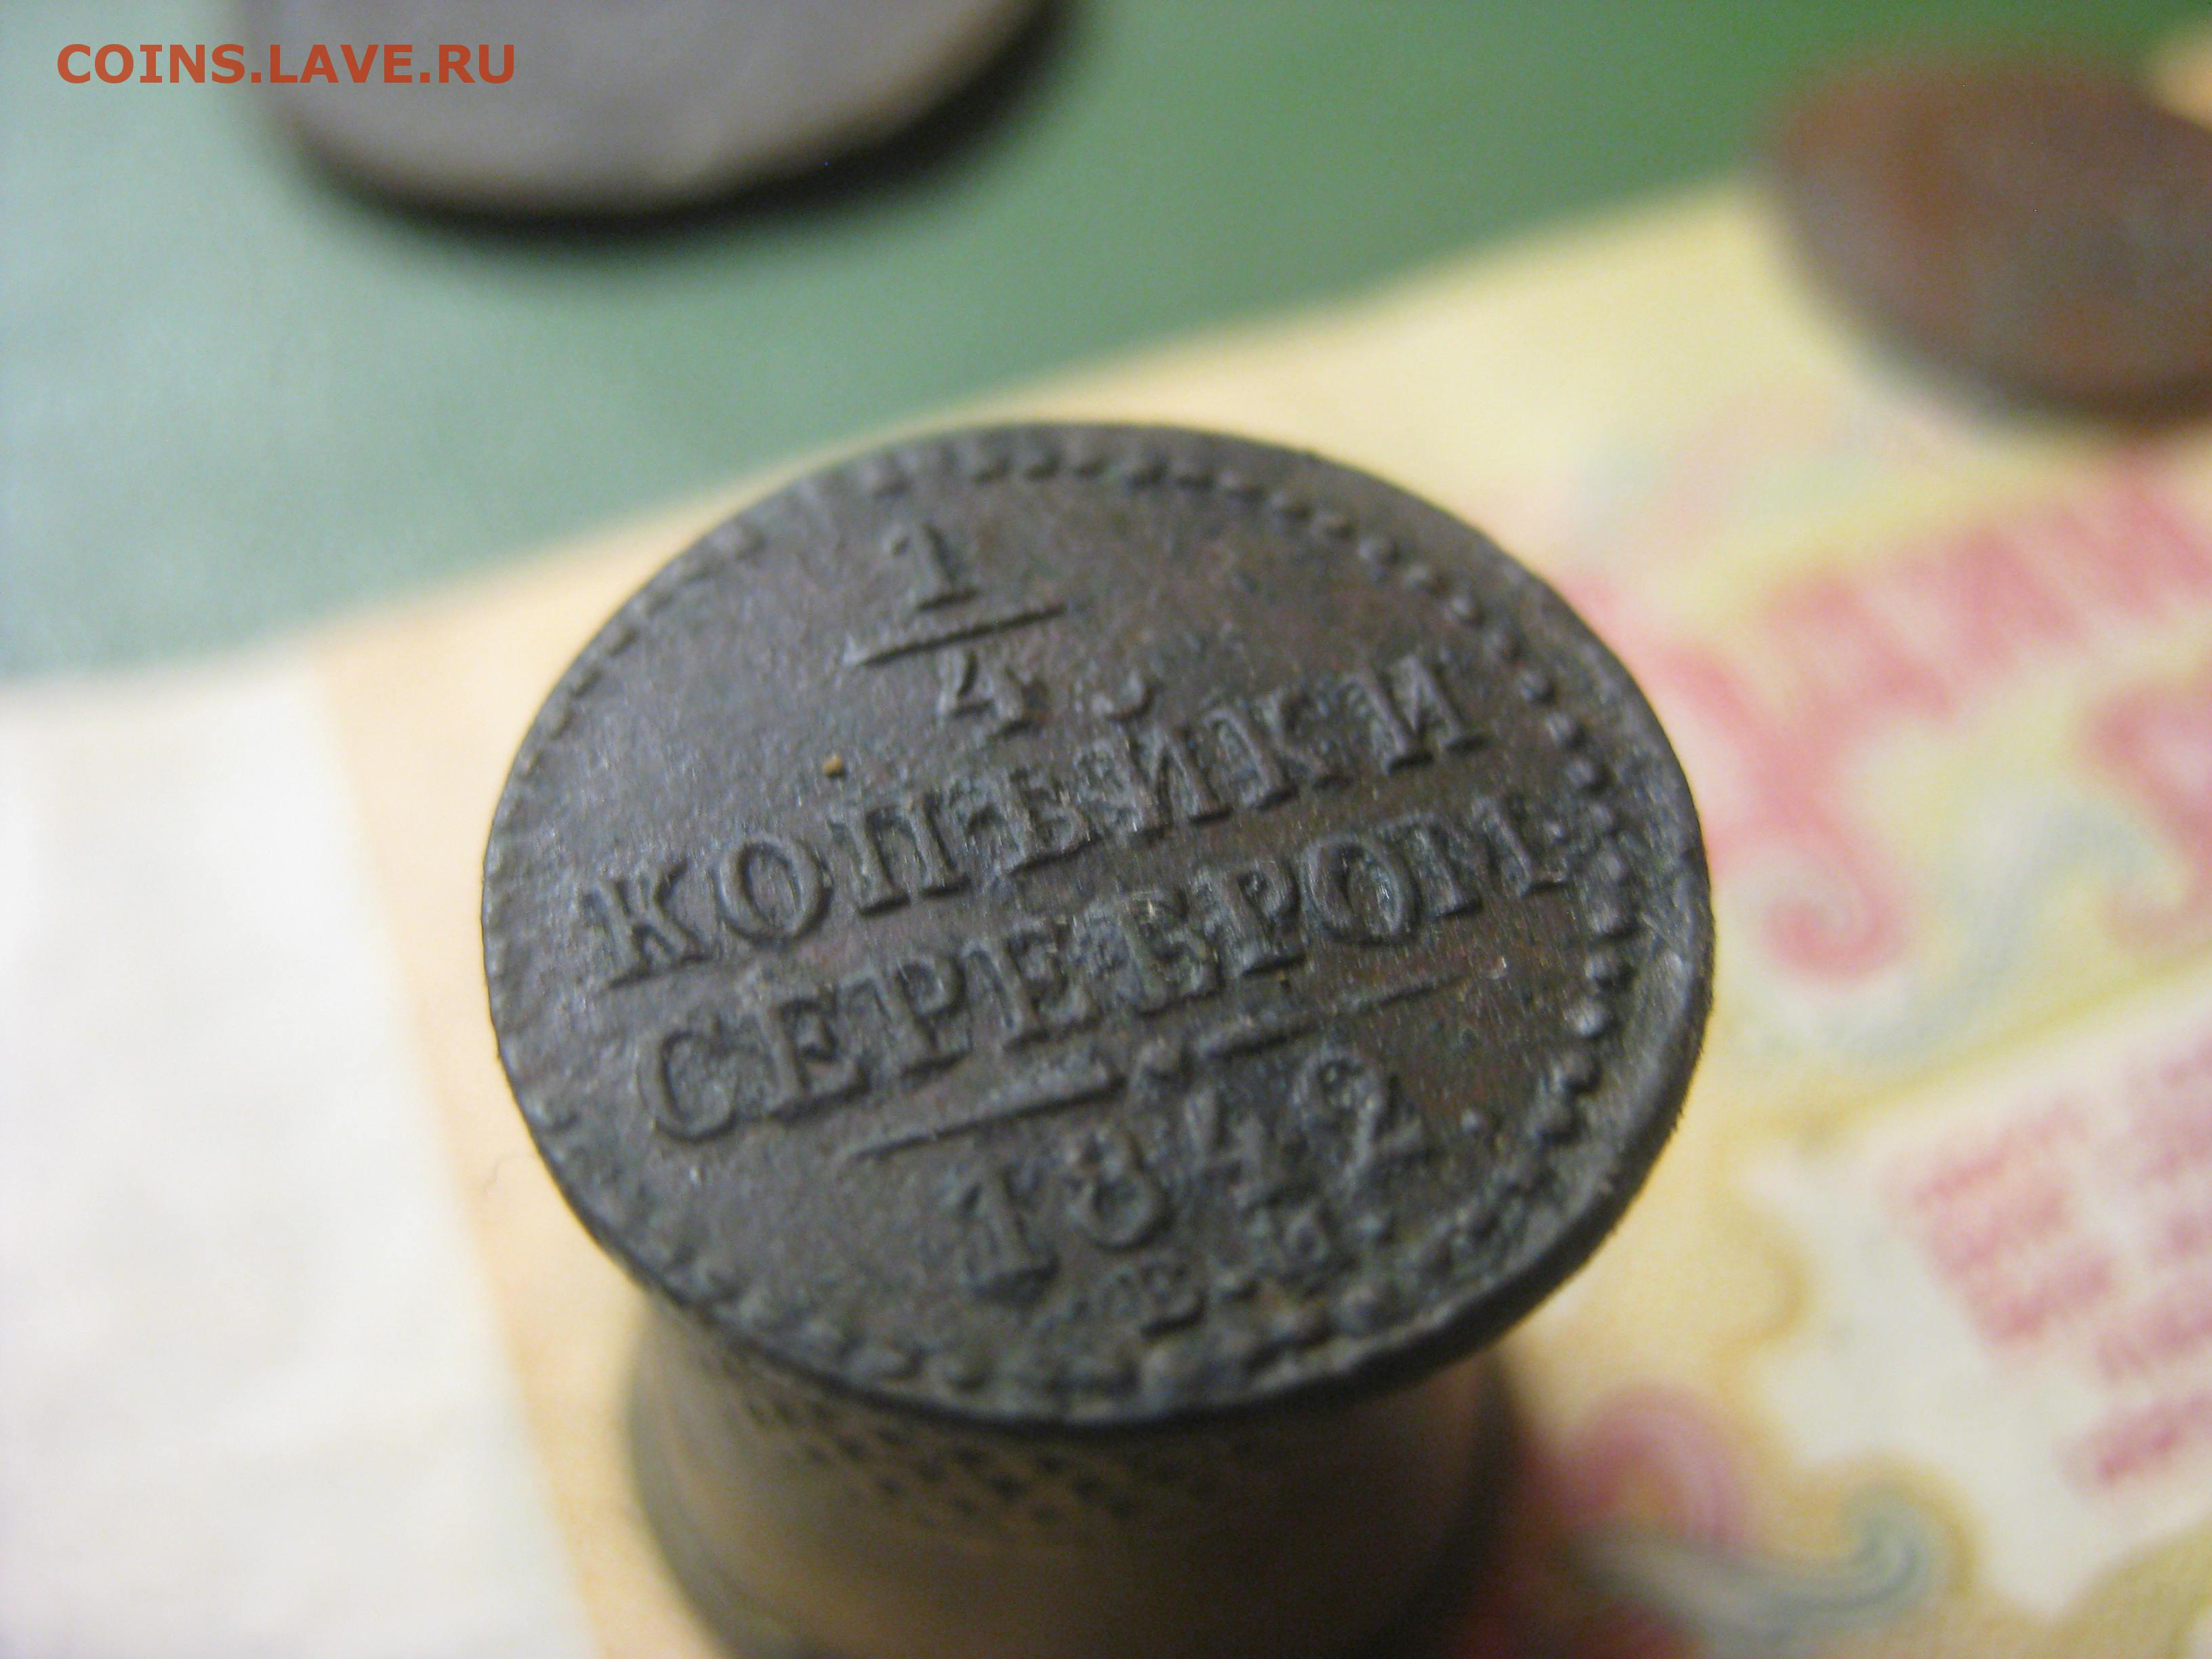 COINS.LAVE.RU
1
4
КОПѢЙКИ
СЕРЕБРОМЪ
1842